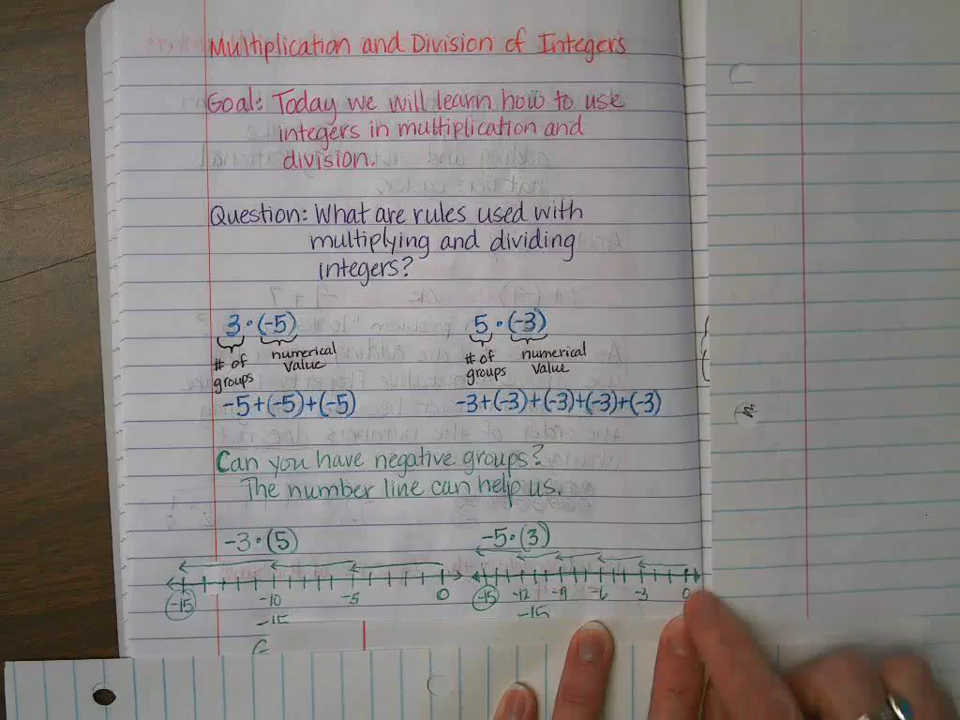 Multiplication and Division of Integers
Goal: Today we will learn how to use
integers in multiplication and
division.
Question: What are rules used with
multiplying and dividing
integers?
3 · (-5)
# of
groups
numerical
value
-5+(-5)+(-5)
5 · (-3)
# of
groups
numerical
value
-3+(-3)+(-3)+(-3)+(-3)
Can you have negative groups?
The number line can help us.
-3 · (5)
-15 -10 -5 0
-15
-5 · (3)
-15 -12 -9 -6 -3 0
-15